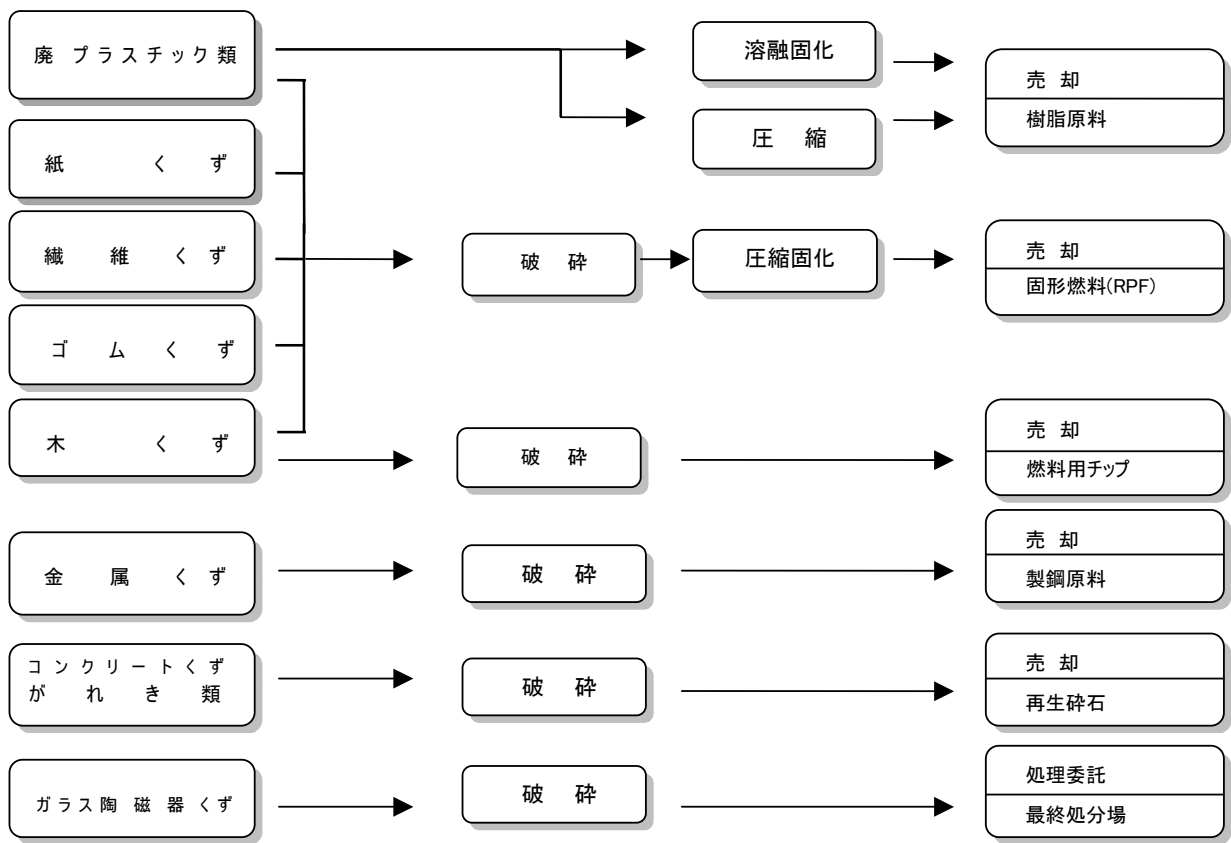 廃プラスチック類
溶融固化
売却
樹脂原料
圧縮
紙くず
繊維くず
破砕
圧縮固化
売却
固形燃料(RPF)
ゴムくず
木くず
破砕
売却
燃料用チップ
金属くず
破砕
売却
製鋼原料
コンクリートくず
がれき類
破砕
売却
再生砕石
ガラス陶磁器くず
破砕
処理委託
最終処分場